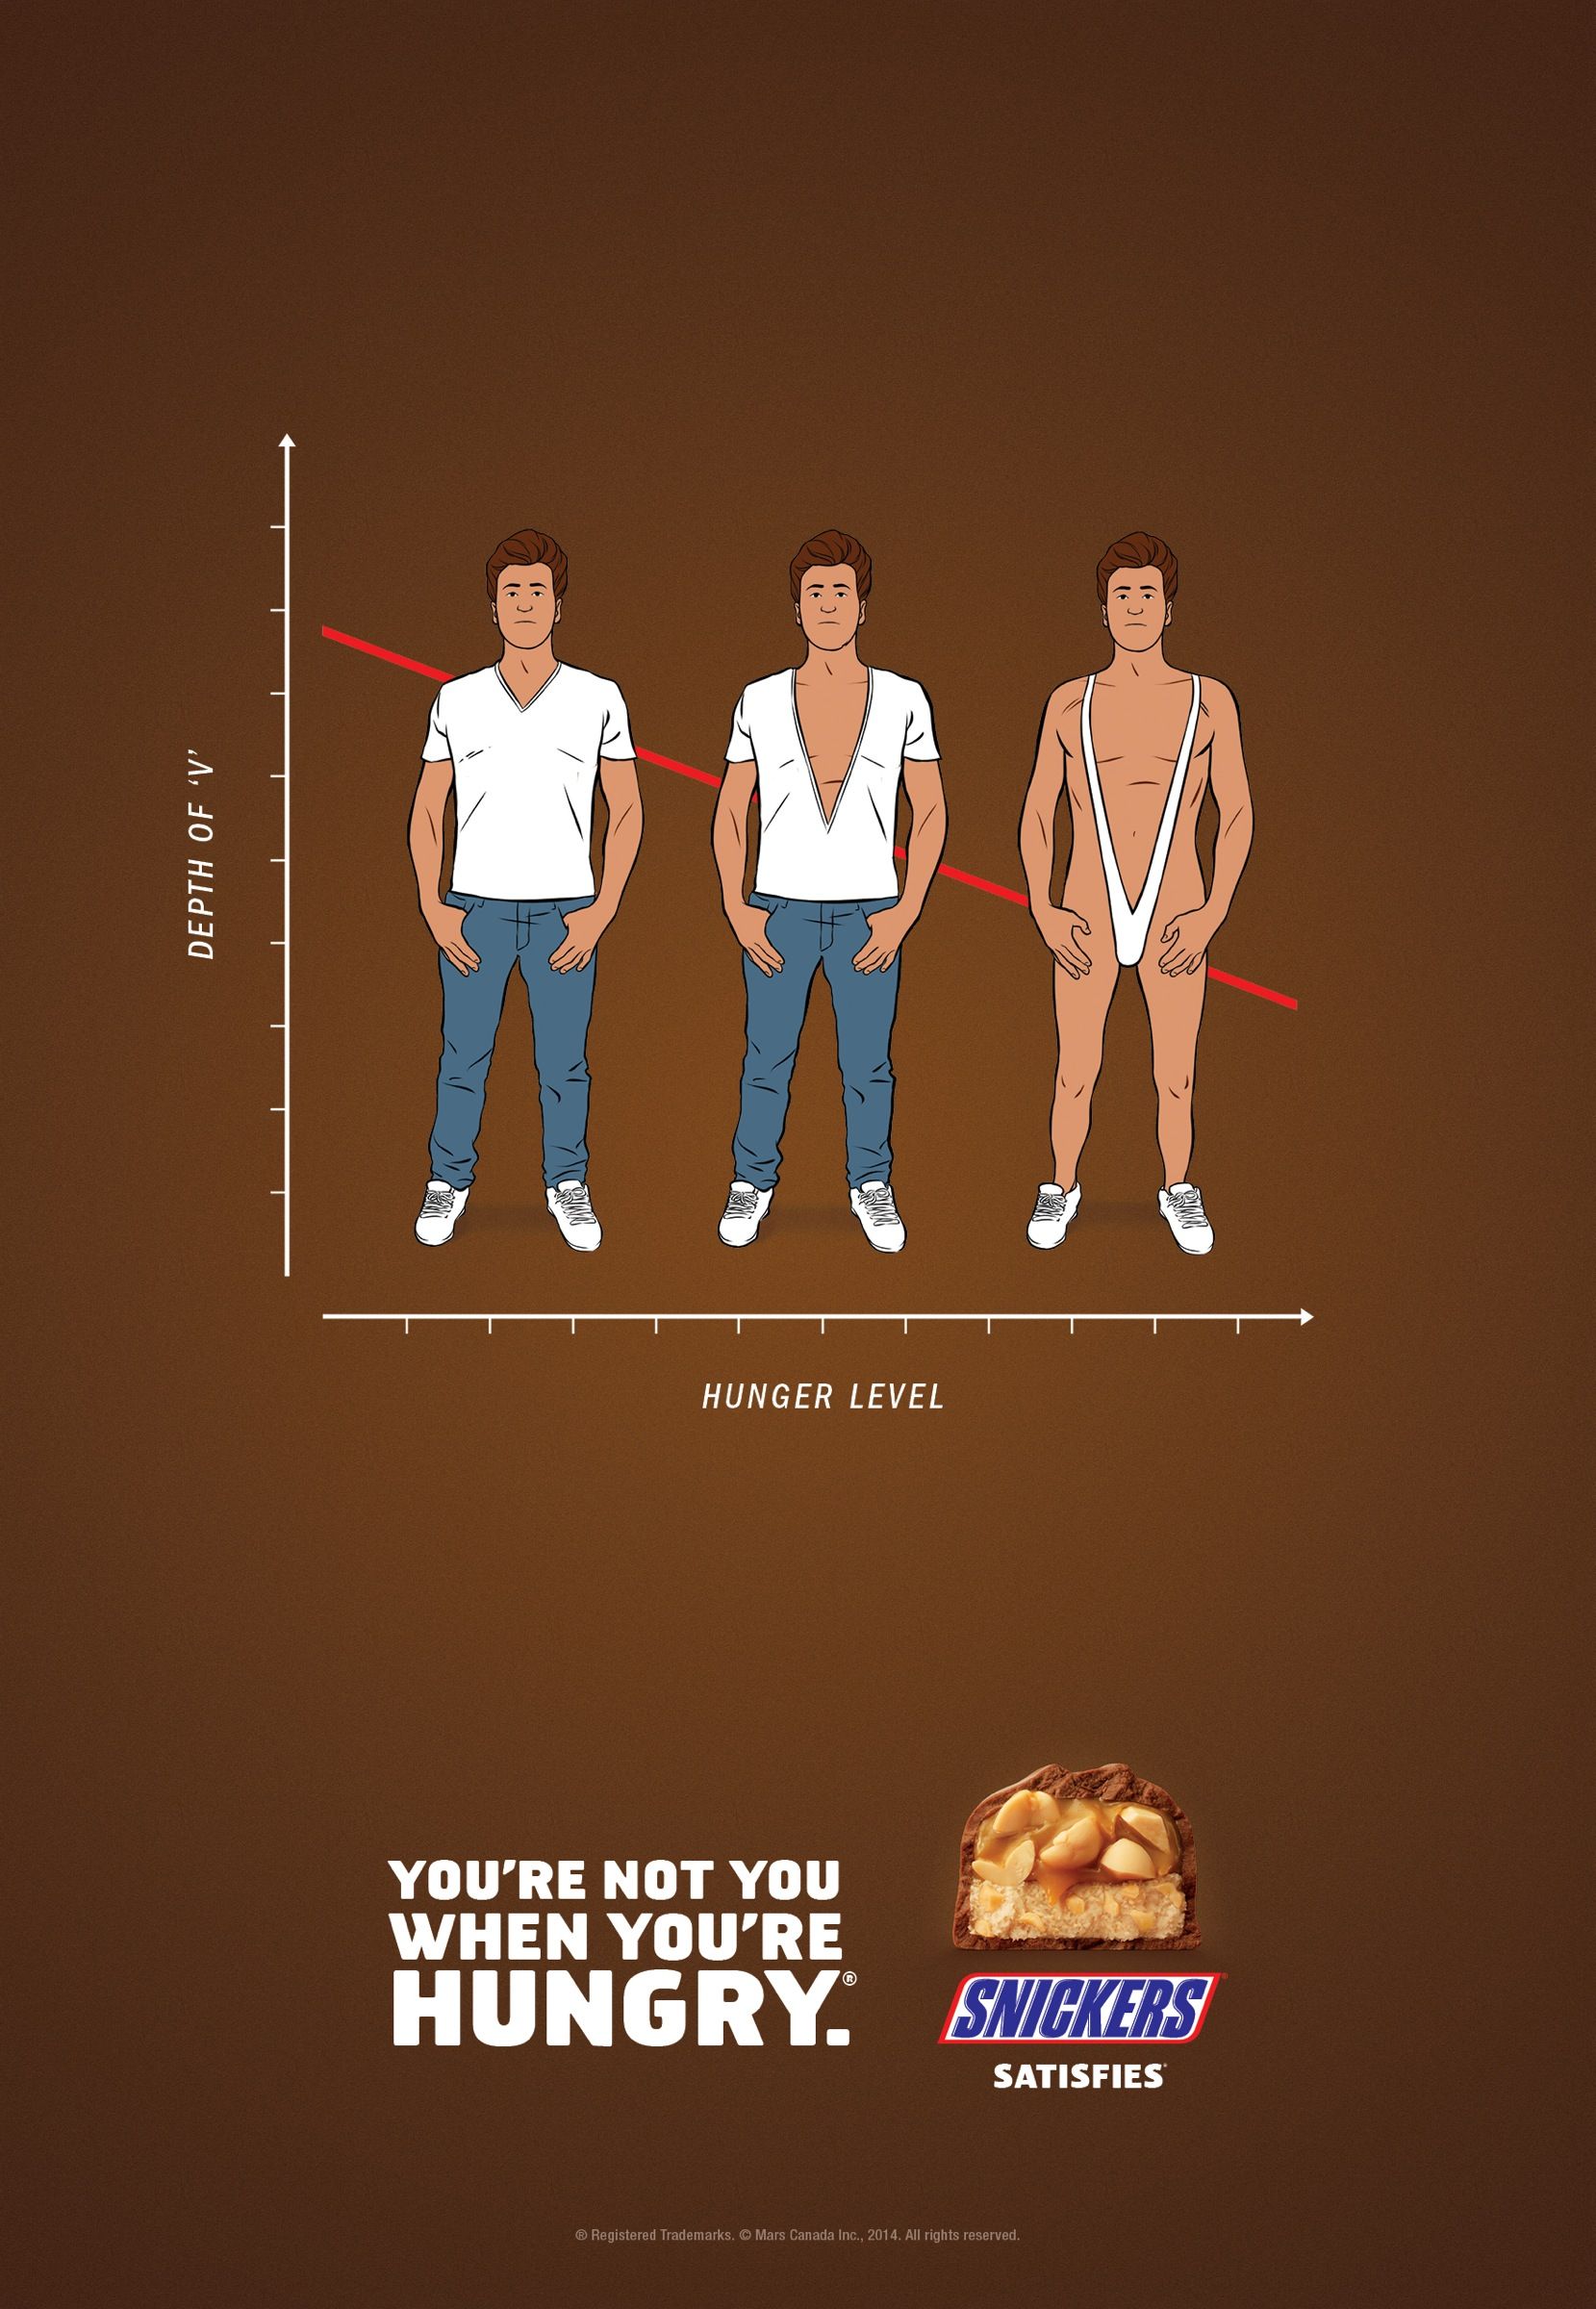 DEPTH OF ‘V’
HUNGER LEVEL
YOU’RE NOT YOU
WHEN YOU’RE
HUNGRY.®
SNICKERS®
SATISFIES®
® Registered Trademarks. © Mars Canada Inc., 2014. All rights reserved.